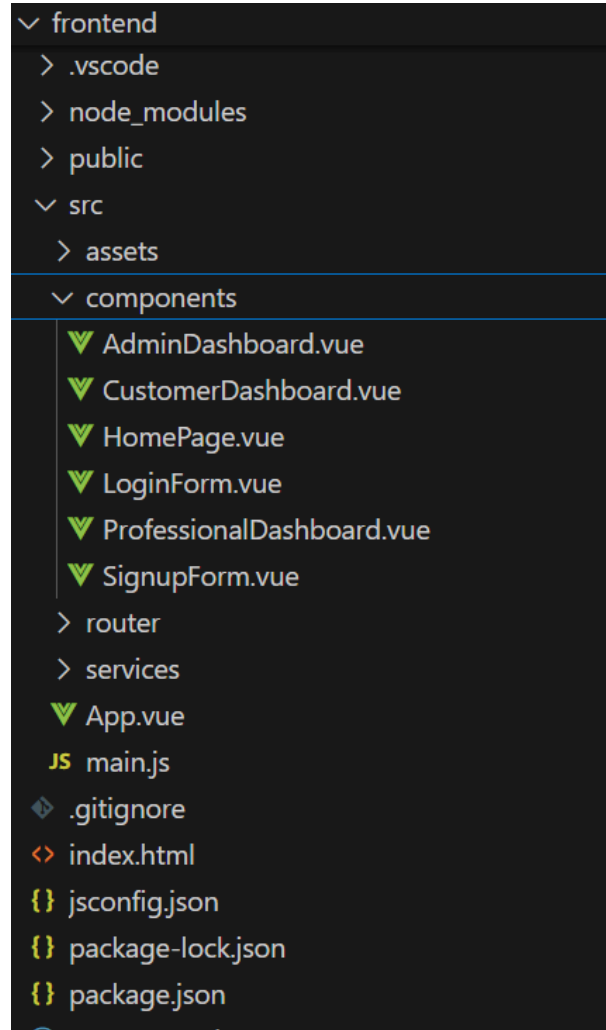 frontend
.vscode
node_modules
public
src
assets
components
AdminDashboard.vue
CustomerDashboard.vue
HomePage.vue
LoginForm.vue
ProfessionalDashboard.vue
SignupForm.vue
router
services
App.vue
JS main.js
.gitignore
<> index.html
{} jsconfig.json
{} package-lock.json
{} package.json